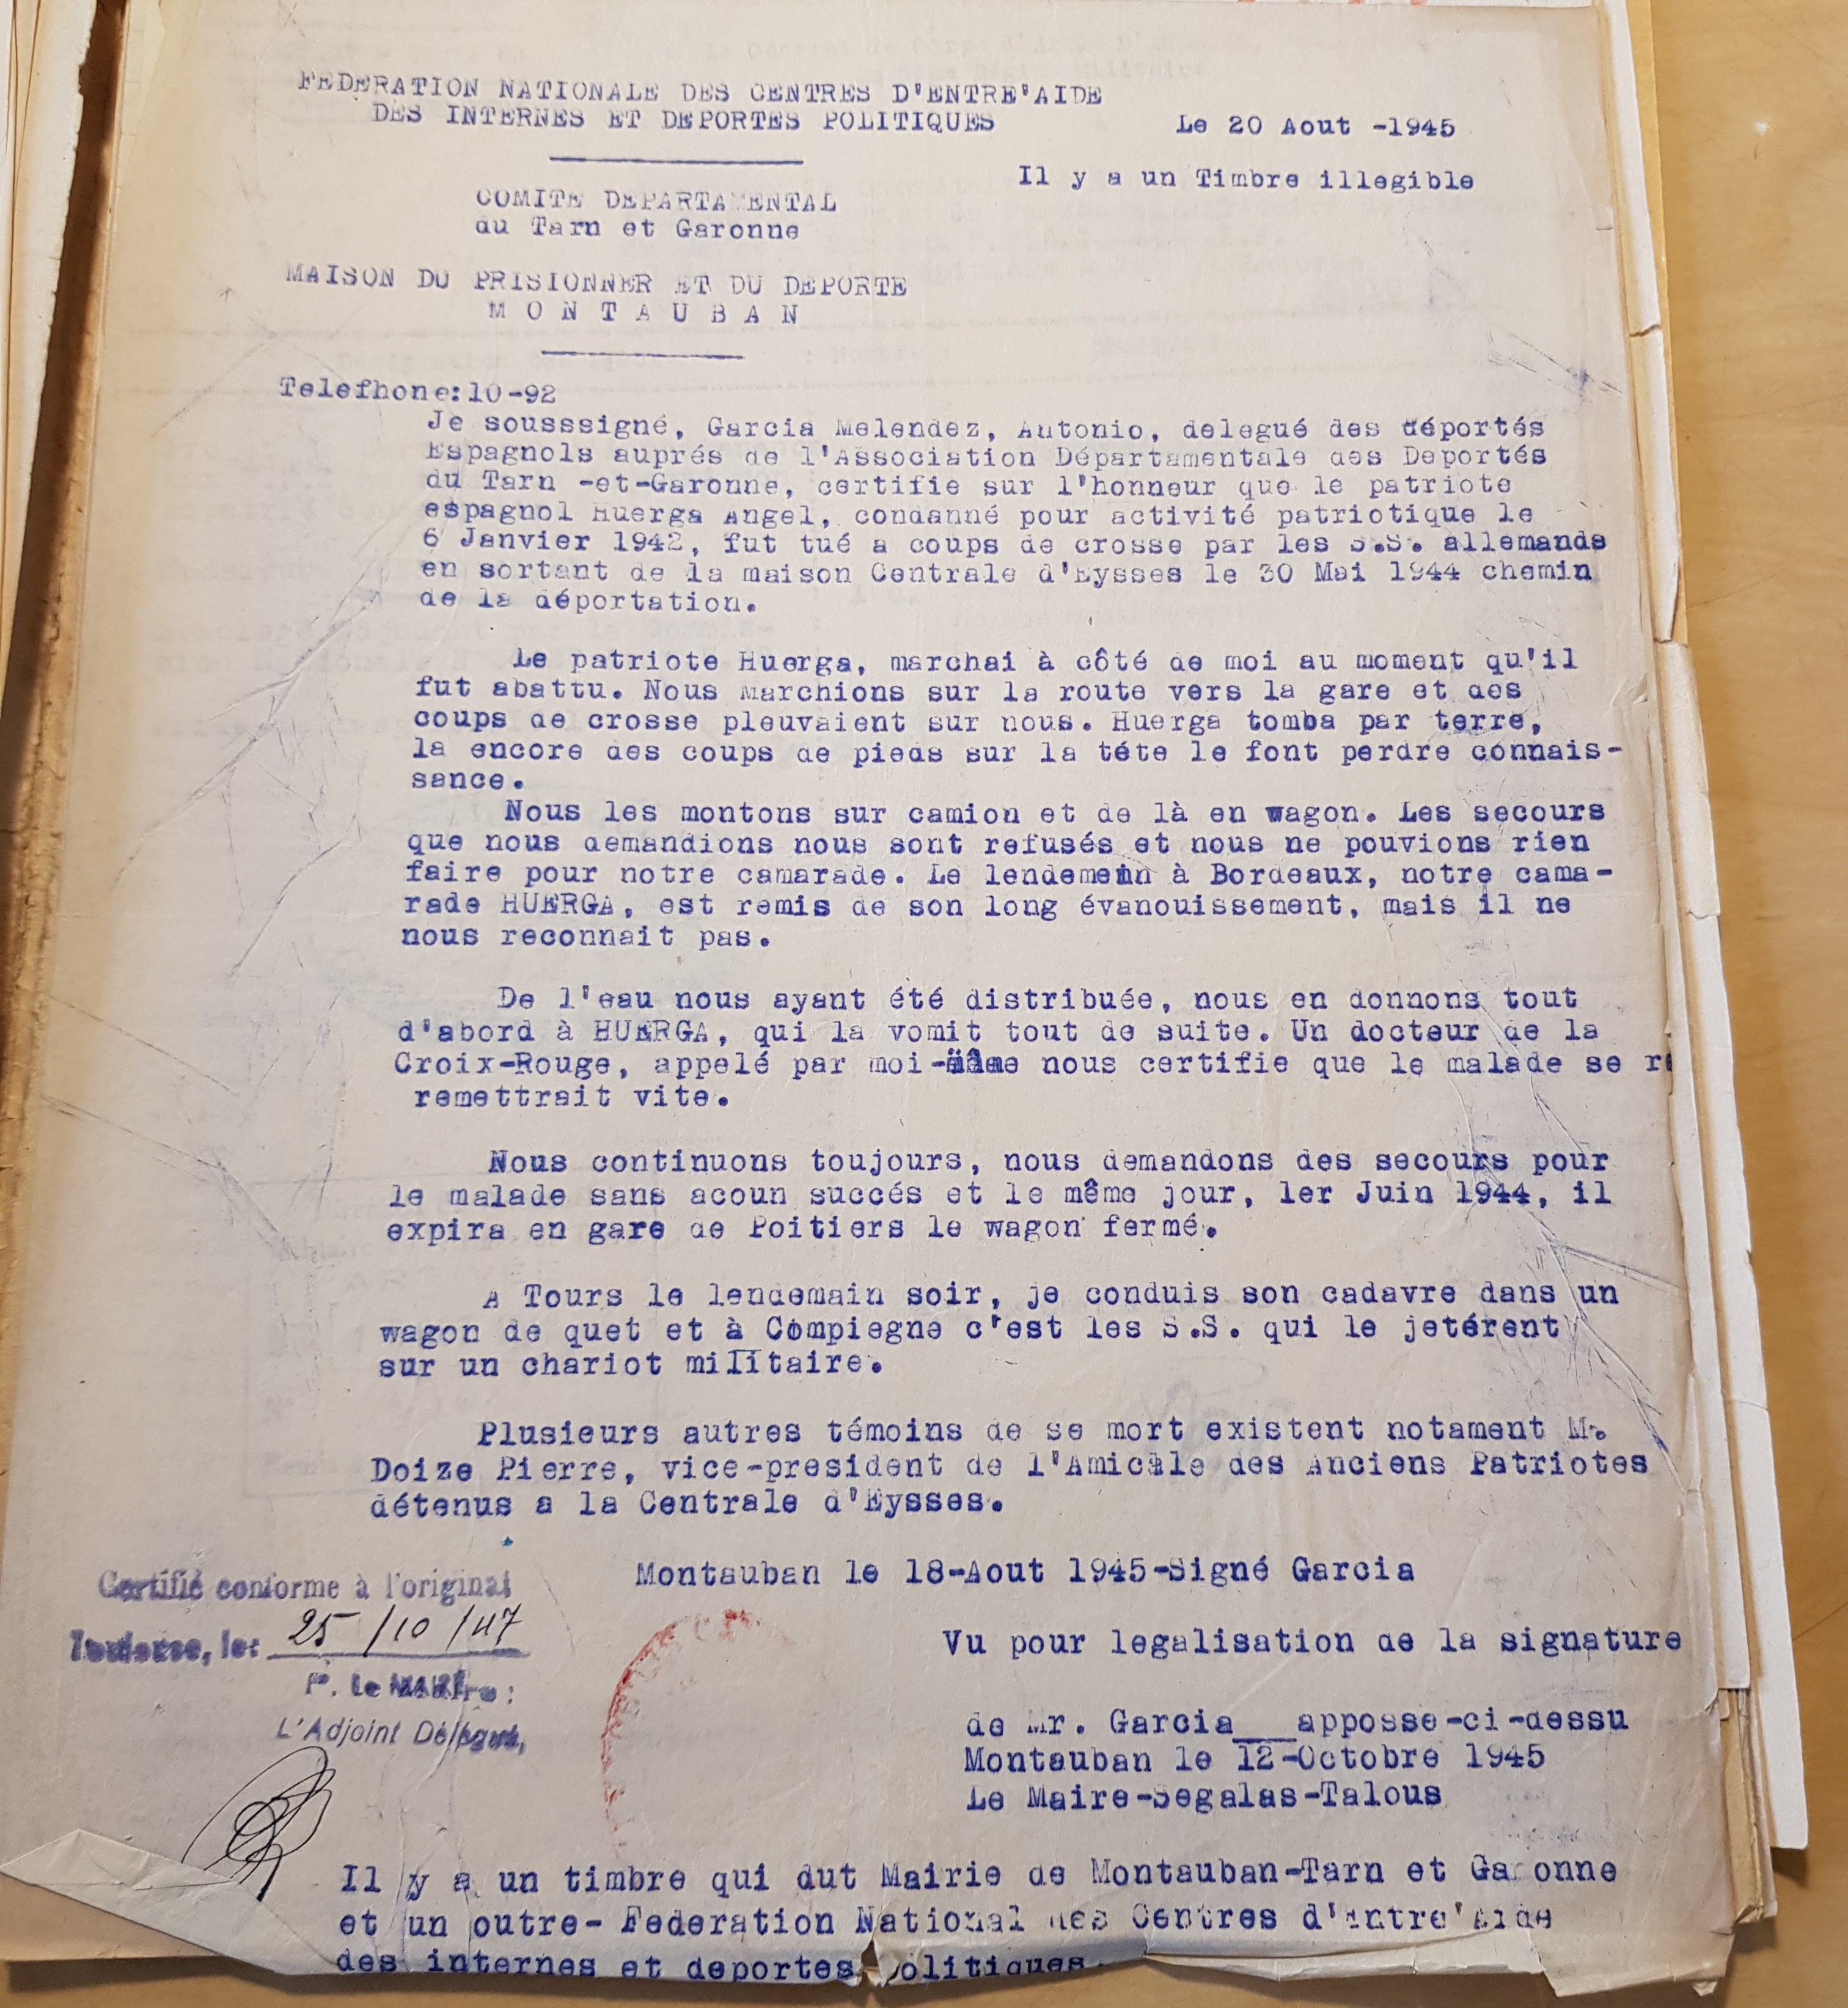 FEDERATION NATIONALE DES CENTRES D'ENTRE'AIDE
DES INTERNES ET DEPORTES POLITIQUES
Le 20 Aout -1945
Il y a un Timbre illegible
COMITE DEPARTAMENTAL
du Tarn et Garonne
MAISON DU PRISIONNER ET DU DEPORTE
MONTAUBAN
Telefhone:10-92
Je sousssigné, Garcia Melendez, Antonio, delegué des déportés
Espagnols auprés de l'Association Départamentale des Deportés
du Tarn -et-Garonne, certifie sur l'honneur que le patriote
espagnol Huerga Angel, condanné pour activité patriotique le
6 Janvier 1942, fut tué a coups de crosse par les S.S. allemands
en sortant de la maison Centrale d'Eysses le 30 Mai 1944 chemin
de la déportation.
Le patriote Huerga, marchai à côté de moi au moment qu'il
fut abattu. Nous marchions sur la route vers la gare et des
coups de crosse pleuvaient sur nous. Huerga tomba par terre,
la encore des coups de pieds sur la téte le font perdre connais-
sance.
Nous les montons sur camion et de là en wagon. Les secours
que nous demandions nous sont refusés et nous ne pouvions rien
faire pour notre camarade. Le lendemein à Bordeaux, notre cama-
rade HUERGA, est remis de son long évanouissement, mais il ne
nous reconnait pas.
De l'eau nous ayant été distribuée, nous en donnons tout
d'abord à HUERGA, qui la vomit tout de suite. Un docteur de la
Croix-Rouge, appelé par moi-même nous certifie que le malade se re
remettrait vite.
Nous continuons toujours, nous demandons des secours pour
le malade sans acoun succés et le même jour, 1er Juin 1944, il
expira en gare de Poitiers le wagon fermé.
A Tours le lendemain soir, je conduis son cadavre dans un
wagon de quet et à Compiegne c'est les S.S. qui le jetérent
sur un chariot militaire.
Plusieurs autres témoins de se mort existent notament M.
Doize Pierre, vice-president de l'Amicale des Anciens Patriotes
détenus a la Centrale d'Eysses.
Montauban le 18-Aout 1945-Signé Garcia
Certifié conforme à l'original
Toulouse, le: 25/10/47
P. le MAIRE:
L'Adjoint Délégué,
Vu pour legalisation de la signature
de Mr. Garcia__apposse-ci-dessu
Montauban le 12-Octobre 1945
Le Maire-Segalas-Talous
Il y a un timbre qui dut Mairie de Montauban-Tarn et Garonne
et un outre- Federation National des Centres d'Entre'Aide
des internes et deportes politiques.